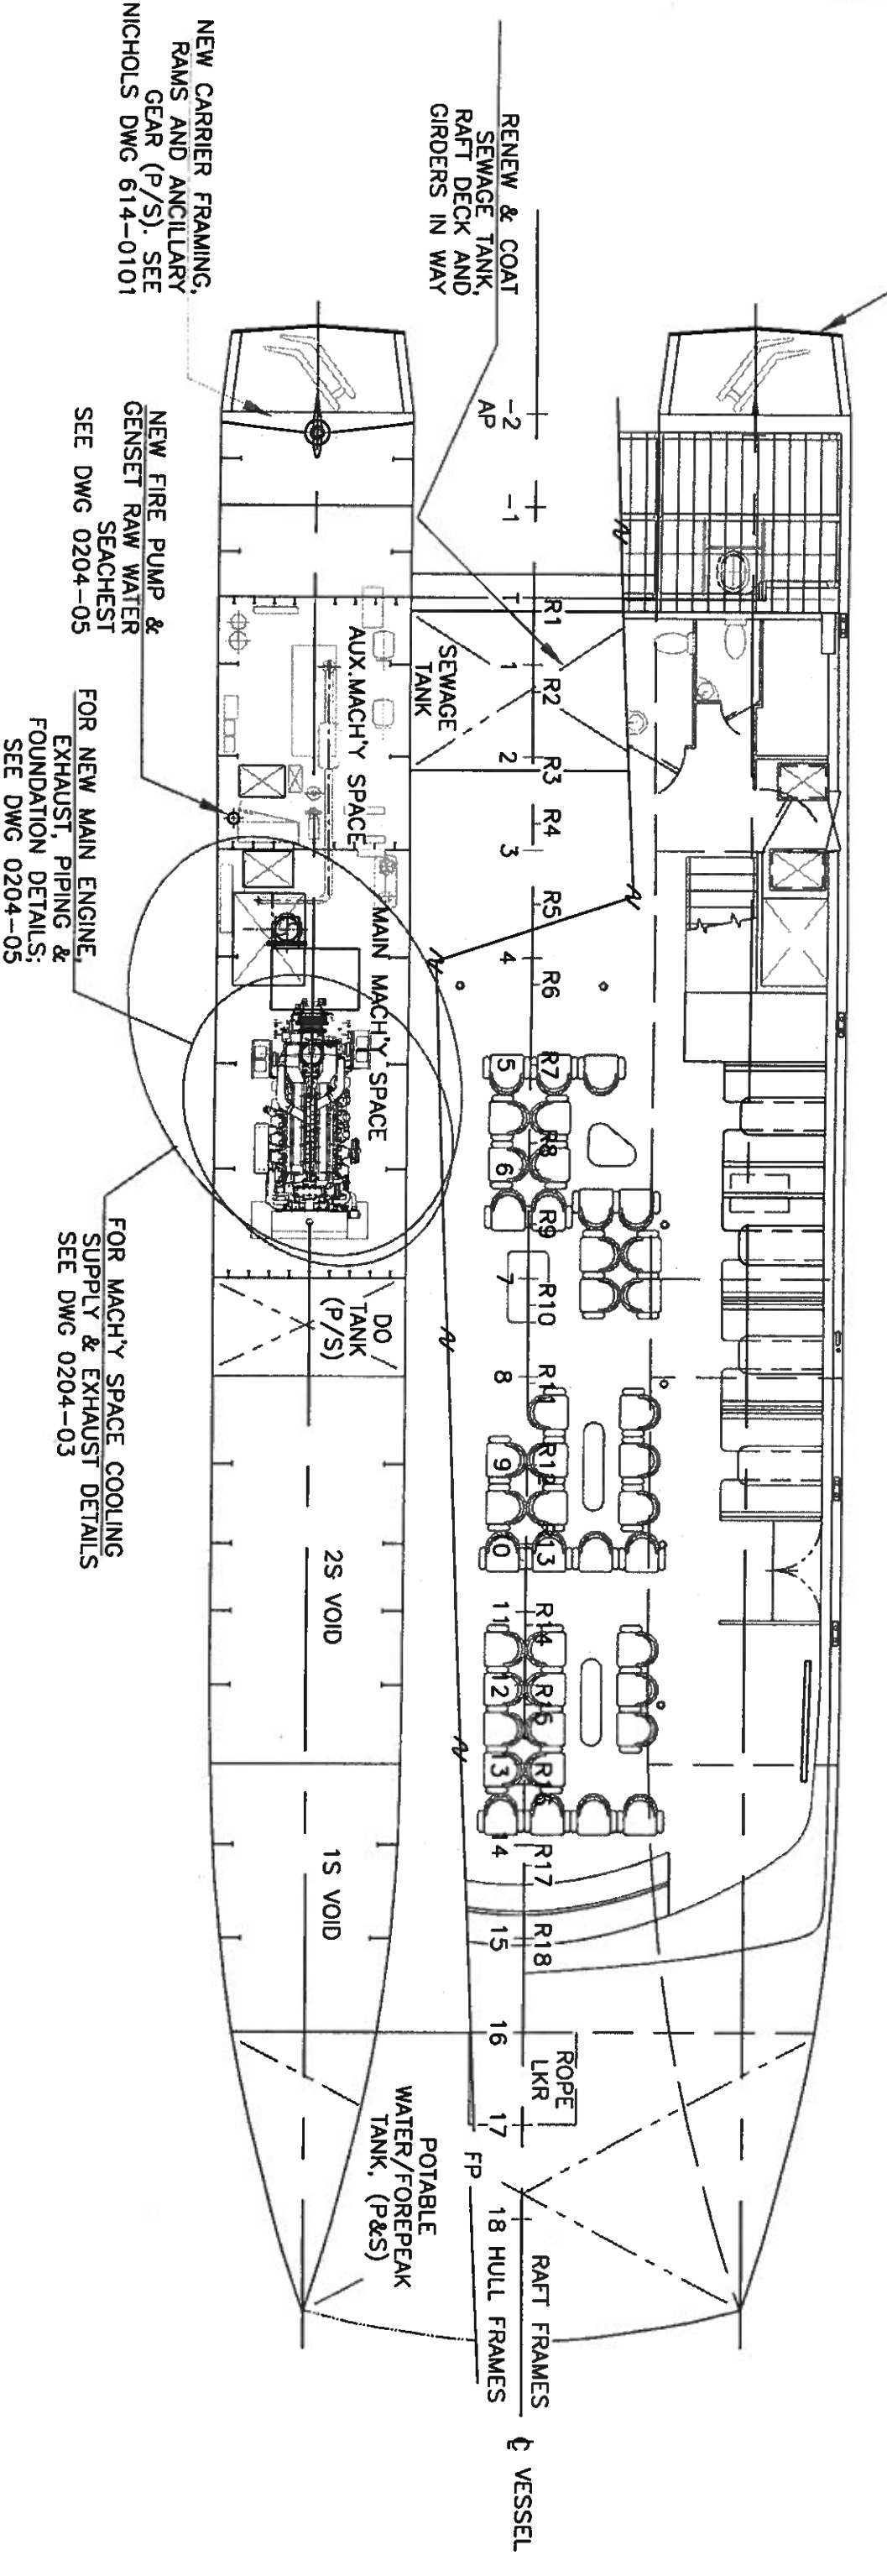 NEW CARRIER FRAMING,
RAMS AND ANCILLARY
GEAR (P/S). SEE
NICHOLS DWG 614-0101
RENEW & COAT
SEWAGE TANK,
RAFT DECK AND
GIRDERS IN WAY
NEW FIRE PUMP &
GENSET RAW WATER
SEACHEST
SEE DWG 0204-05
FOR NEW MAIN ENGINE,
EXHAUST, PIPING &
FOUNDATION DETAILS;
SEE DWG 0204-05
FOR MACH'Y SPACE COOLING
SUPPLY & EXHAUST DETAILS
SEE DWG 0204-03
AUX.MACH'Y SPACE
MAIN MACH'Y SPACE
SEWAGE
TANK
DO
TANK
(P/S)
2S VOID
1S VOID
POTABLE
WATER/FOREPEAK
TANK, (P&S)
ROPE
LKR
R1 R2 R3 R4 R5 R6 R7 R8 R9 R10 R11 R12 R13 R14 R15 R16 R17 R18
RAFT FRAMES
-2 -1 T 1 2 3 4 5 6 7 8 9 10 11 12 13 14 15 16 17 18 HULL FRAMES
AP
FP
℄ VESSEL